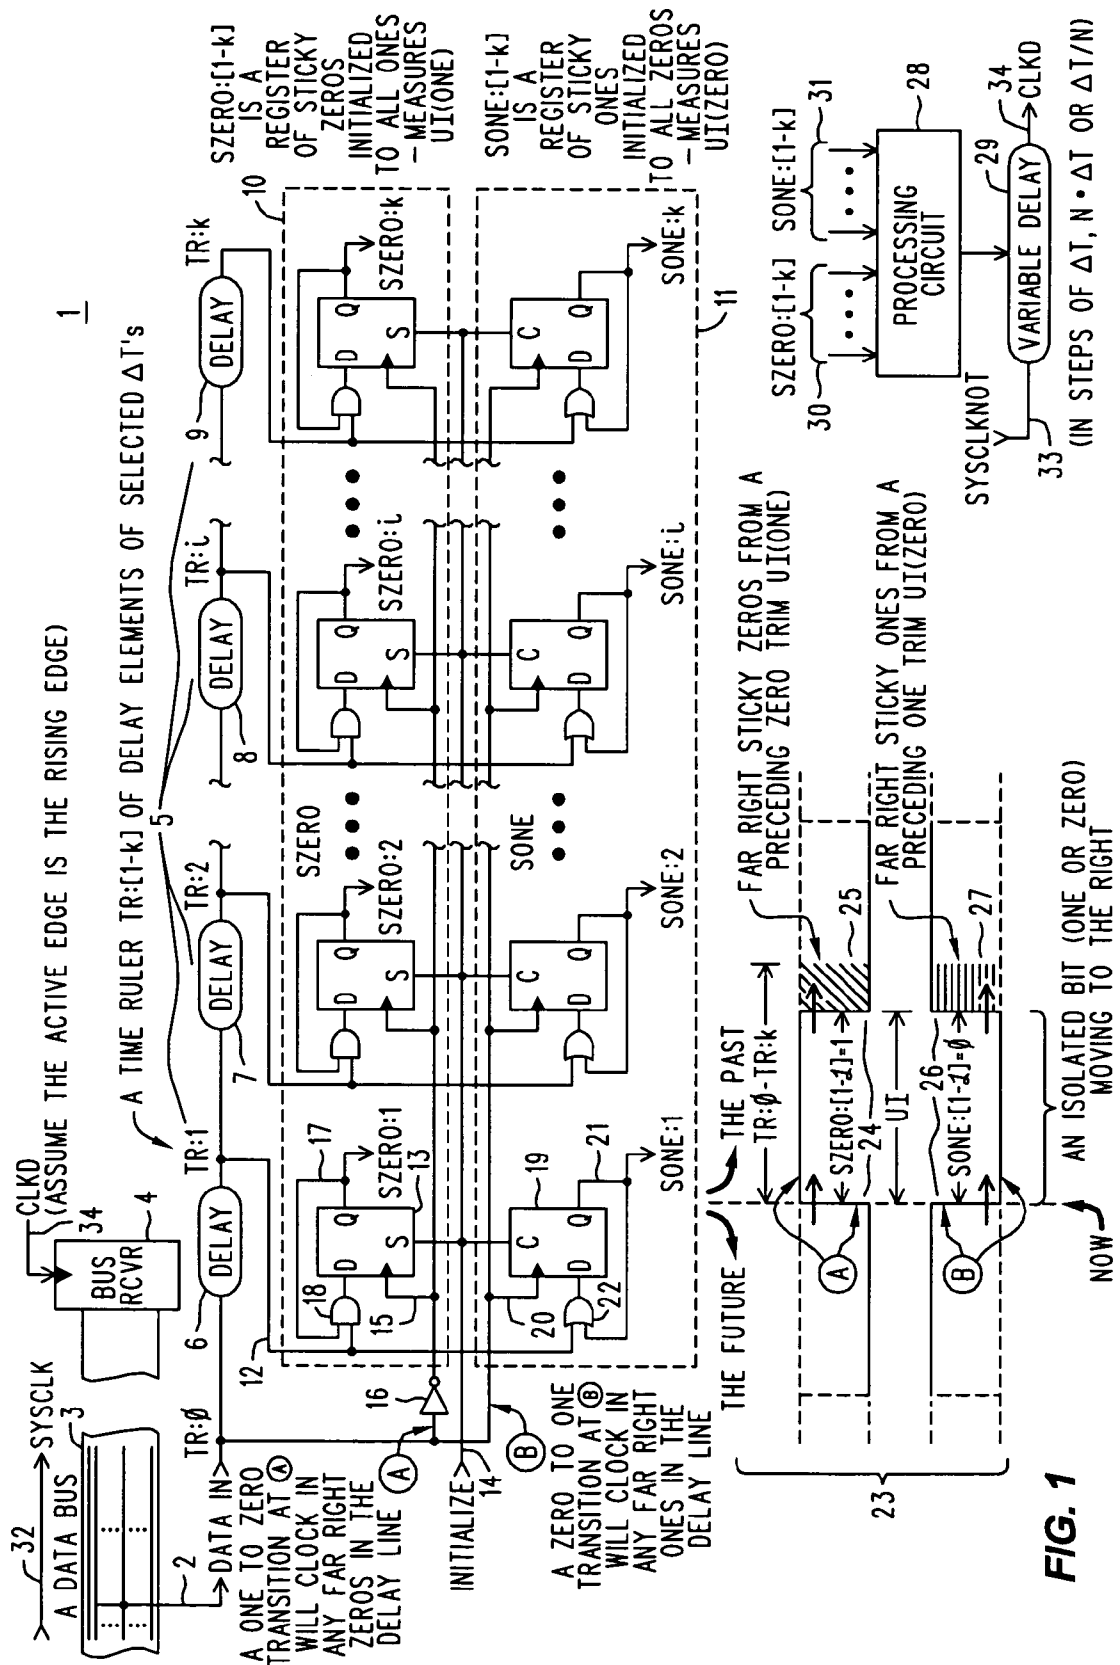 1
32
SYSCLK
A DATA BUS
3
2
DATA IN
CLKD
(ASSUME THE ACTIVE EDGE IS THE RISING EDGE)
34
BUS
RCVR
4
A TIME RULER TR:[1-k] OF DELAY ELEMENTS OF SELECTED ΔT's
5
TR:Ø
TR:1
TR:2
TR:i
TR:k
6
DELAY
7
DELAY
8
DELAY
9
DELAY
10
SZERO:[1-k]
IS A
REGISTER
OF STICKY
ZEROS
INITIALIZED
TO ALL ONES
-MEASURES
UI(ONE)
SONE:[1-k]
IS A
REGISTER
OF STICKY
ONES
INITIALIZED
TO ALL ZEROS
-MEASURES
UI(ZERO)
A ONE TO ZERO
TRANSITION AT A
WILL CLOCK IN
ANY FAR RIGHT
ZEROS IN THE
DELAY LINE
A
12
16
17
18
D
Q
S
15
SZERO:1
13
SZERO
D
Q
S
SZERO:2
D
Q
S
SZERO:i
D
Q
S
SZERO:k
INITIALIZE
14
B
A ZERO TO ONE
TRANSITION AT B
WILL CLOCK IN
ANY FAR RIGHT
ONES IN THE
DELAY LINE
C
D
Q
19
20
21
22
SONE:1
SONE
C
D
Q
SONE:2
C
D
Q
SONE:i
C
D
Q
SONE:k
11
THE FUTURE
THE PAST
TR:Ø-TR:k
23
A
SZERO:[1-i]=1
24
25
UI
B
26
SONE:[1-i]=Ø
27
FAR RIGHT STICKY ZEROS FROM A
PRECEDING ZERO TRIM UI(ONE)
FAR RIGHT STICKY ONES FROM A
PRECEDING ONE TRIM UI(ZERO)
NOW
AN ISOLATED BIT (ONE OR ZERO)
MOVING TO THE RIGHT
SZERO:[1-k]
SONE:[1-k]
30
31
PROCESSING
CIRCUIT
28
SYSCLKNOT
33
VARIABLE DELAY
29
34
CLKD
(IN STEPS OF ΔT, N•ΔT OR ΔT/N)
FIG. 1